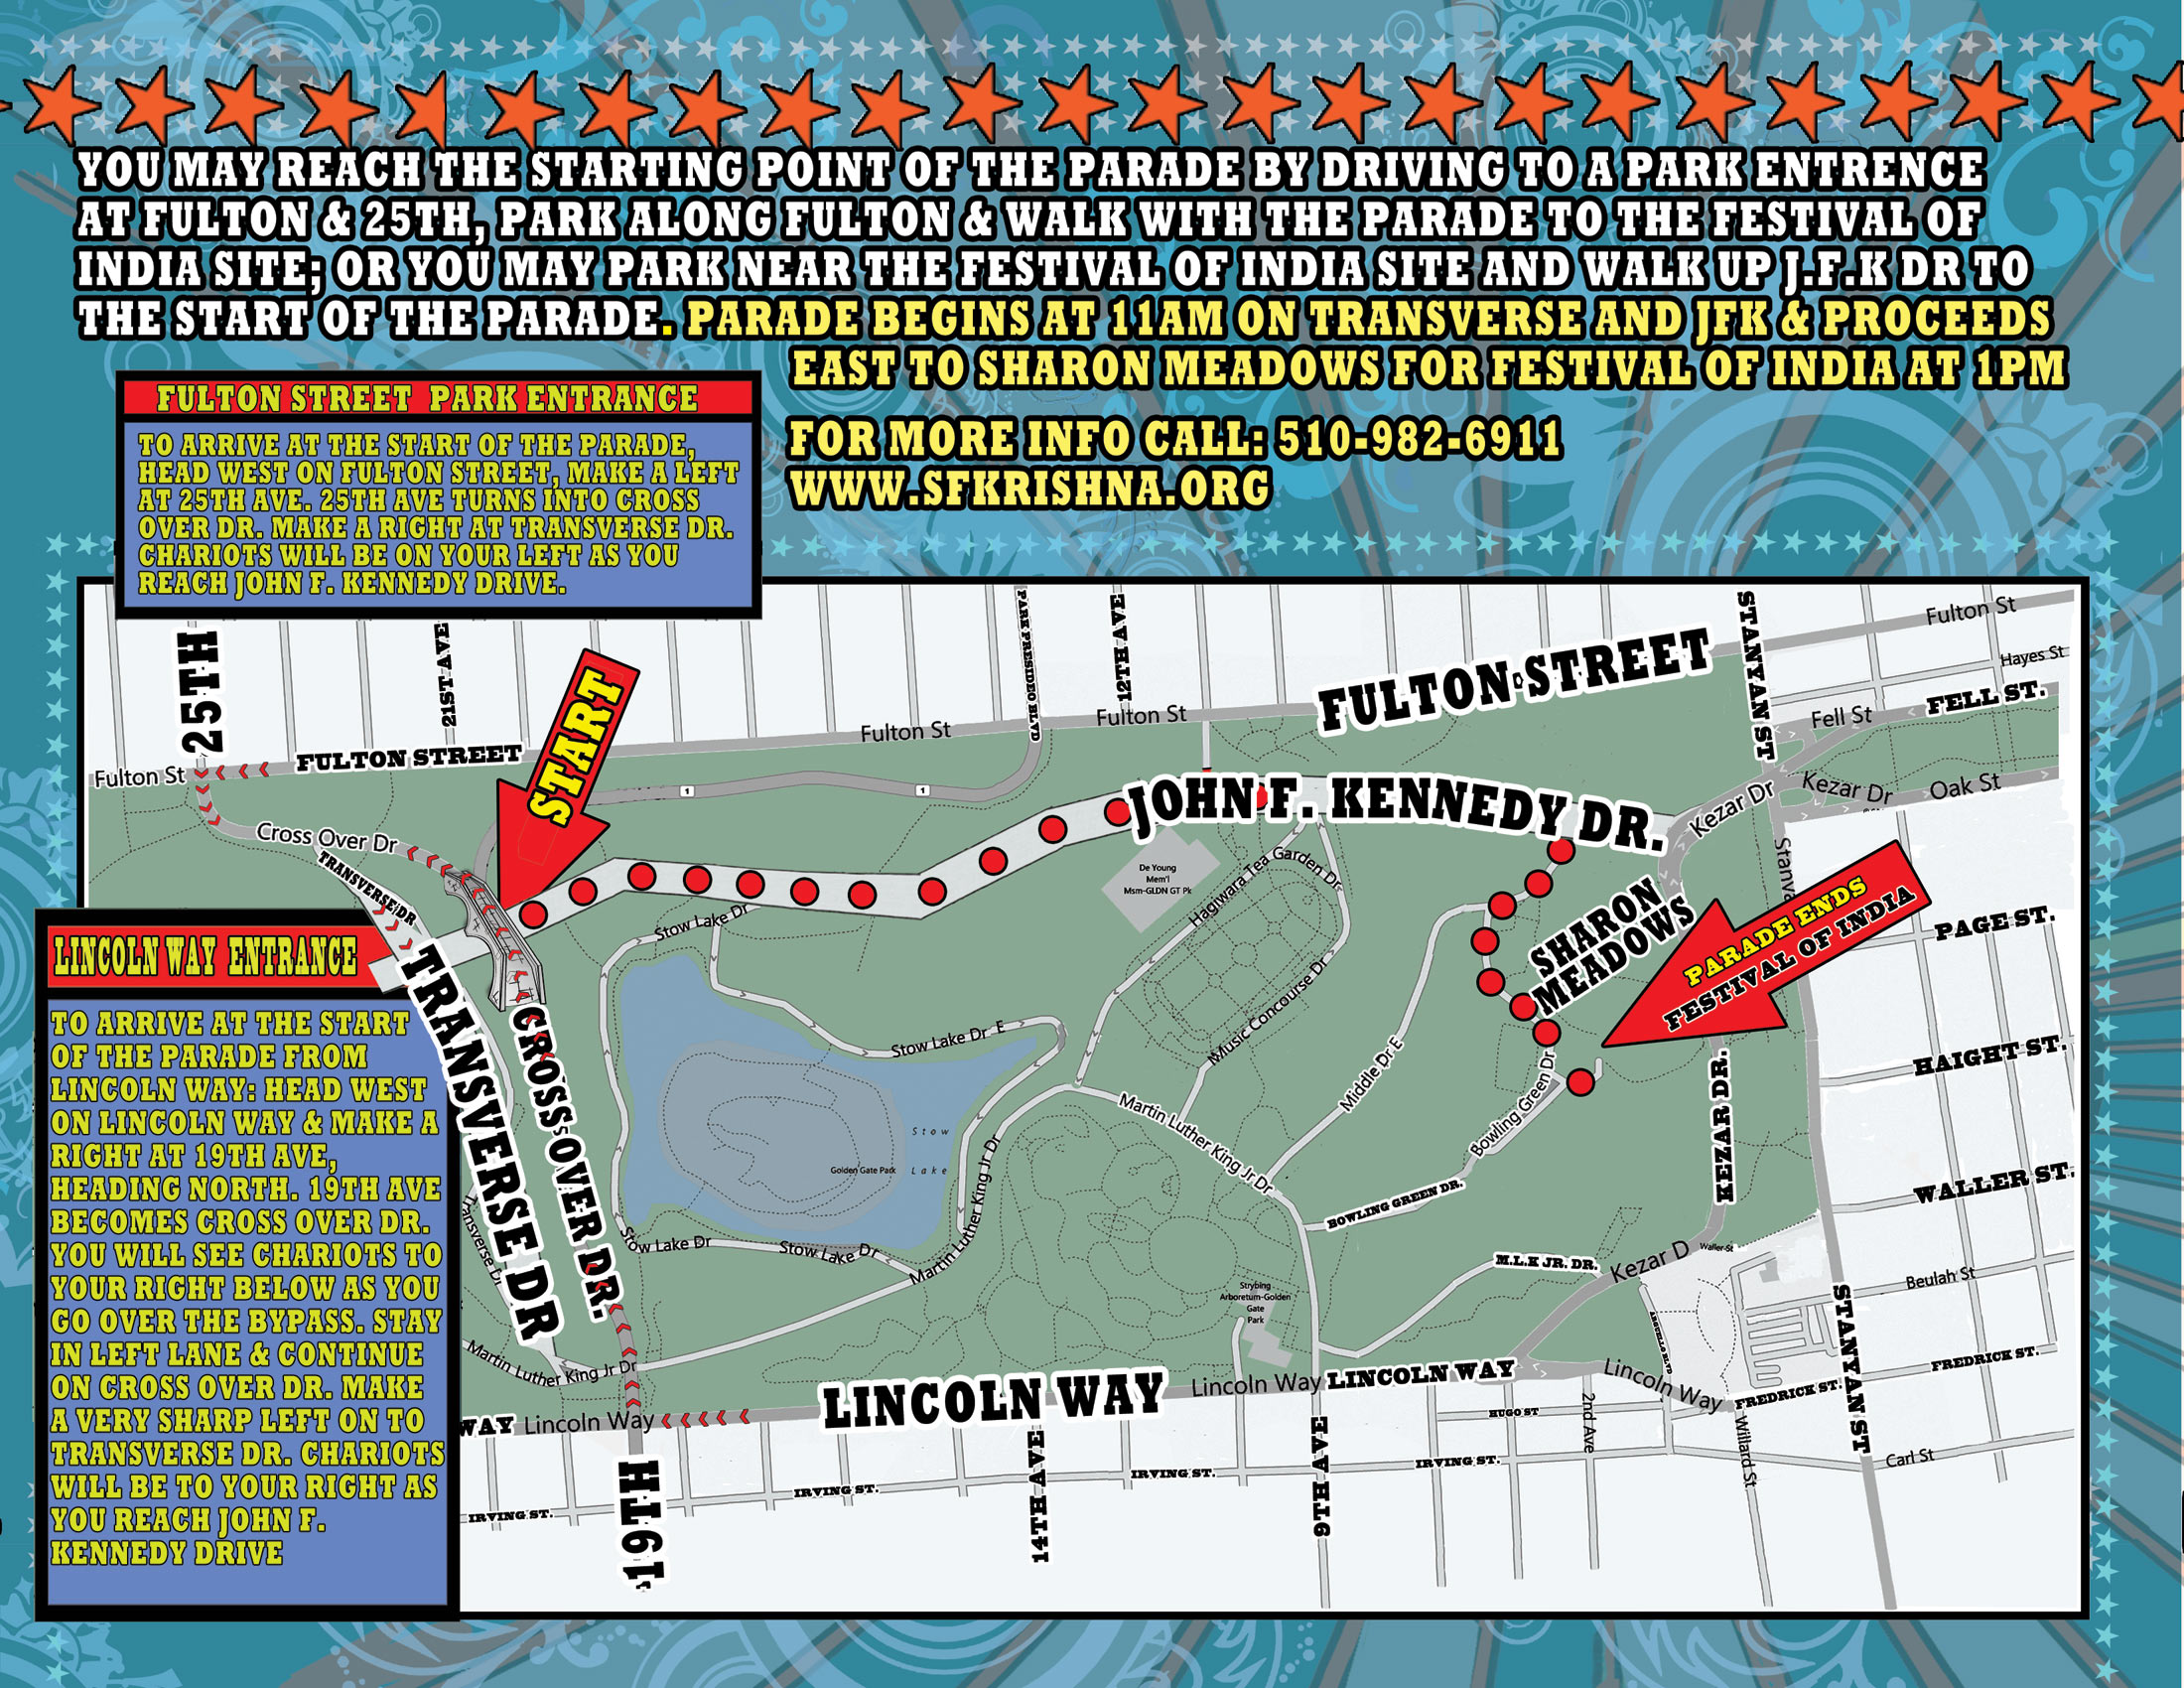 YOU MAY REACH THE STARTING POINT OF THE PARADE BY DRIVING TO A PARK ENTRENCE
AT FULTON & 25TH, PARK ALONG FULTON & WALK WITH THE PARADE TO THE FESTIVAL OF
INDIA SITE; OR YOU MAY PARK NEAR THE FESTIVAL OF INDIA SITE AND WALK UP J.F.K DR TO
THE START OF THE PARADE. PARADE BEGINS AT 11AM ON TRANSVERSE AND JFK & PROCEEDS
EAST TO SHARON MEADOWS FOR FESTIVAL OF INDIA AT 1PM
FOR MORE INFO CALL: 510-982-6911
WWW.SFKRISHNA.ORG
FULTON STREET PARK ENTRANCE
TO ARRIVE AT THE START OF THE PARADE,
HEAD WEST ON FULTON STREET, MAKE A LEFT
AT 25TH AVE. 25TH AVE TURNS INTO CROSS
OVER DR. MAKE A RIGHT AT TRANSVERSE DR.
CHARIOTS WILL BE ON YOUR LEFT AS YOU
REACH JOHN F. KENNEDY DRIVE.
LINCOLN WAY ENTRANCE
TO ARRIVE AT THE START
OF THE PARADE FROM
LINCOLN WAY: HEAD WEST
ON LINCOLN WAY & MAKE A
RIGHT AT 19TH AVE,
HEADING NORTH. 19TH AVE
BECOMES CROSS OVER DR.
YOU WILL SEE CHARIOTS TO
YOUR RIGHT BELOW AS YOU
GO OVER THE BYPASS. STAY
IN LEFT LANE & CONTINUE
ON CROSS OVER DR. MAKE
A VERY SHARP LEFT ON TO
TRANSVERSE DR. CHARIOTS
WILL BE TO YOUR RIGHT AS
YOU REACH JOHN F.
KENNEDY DRIVE
25TH
21ST AVE
PARK PRESIDEO BLVD
12TH AVE
STANYAN ST
Fulton St
Hayes St
FULTON STREET
FELL ST.
Fell St
Fulton St
Fulton St
FULTON STREET
Fulton St
START
1
1
Kezar Dr
Kezar Dr
Oak St
JOHN F. KENNEDY DR.
Cross Over Dr
TRANSVERSE DR
De Young
Mem'l
Msm-GLDN GT Pk
Hagiwara Tea Garden Dr
Stow Lake Dr
SHARON
MEADOWS
PARADE ENDS
FESTIVAL OF INDIA
PAGE ST.
TRANSVERSE DR
CROSS OVER DR.
Stow Lake Dr E
Music Concourse Dr
Middle Dr E
HAIGHT ST.
Bowling Green Dr
KEZAR DR.
Martin Luther King Jr Dr
Stow
Lake
Golden Gate Park
Martin Luther King Jr Dr
WALLER ST.
BOWLING GREEN DR.
Transverse Dr
Stow Lake Dr
Stow Lake Dr
M.L.K JR. DR.
Kezar D
Waller St
Beulah St
Strybing
Arboretum-Golden
Gate
Park
ARGUELLO BLVD
STANYAN ST
Martin Luther King Jr Dr
FREDRICK ST.
LINCOLN WAY
Lincoln Way
LINCOLN WAY
Lincoln Way
FREDRICK ST.
WAY
Lincoln Way
HUGO ST
2nd Ave
Willard St
Carl St
IRVING ST.
IRVING ST.
IRVING ST.
IRVING ST.
19TH
14TH AVE
9TH AVE